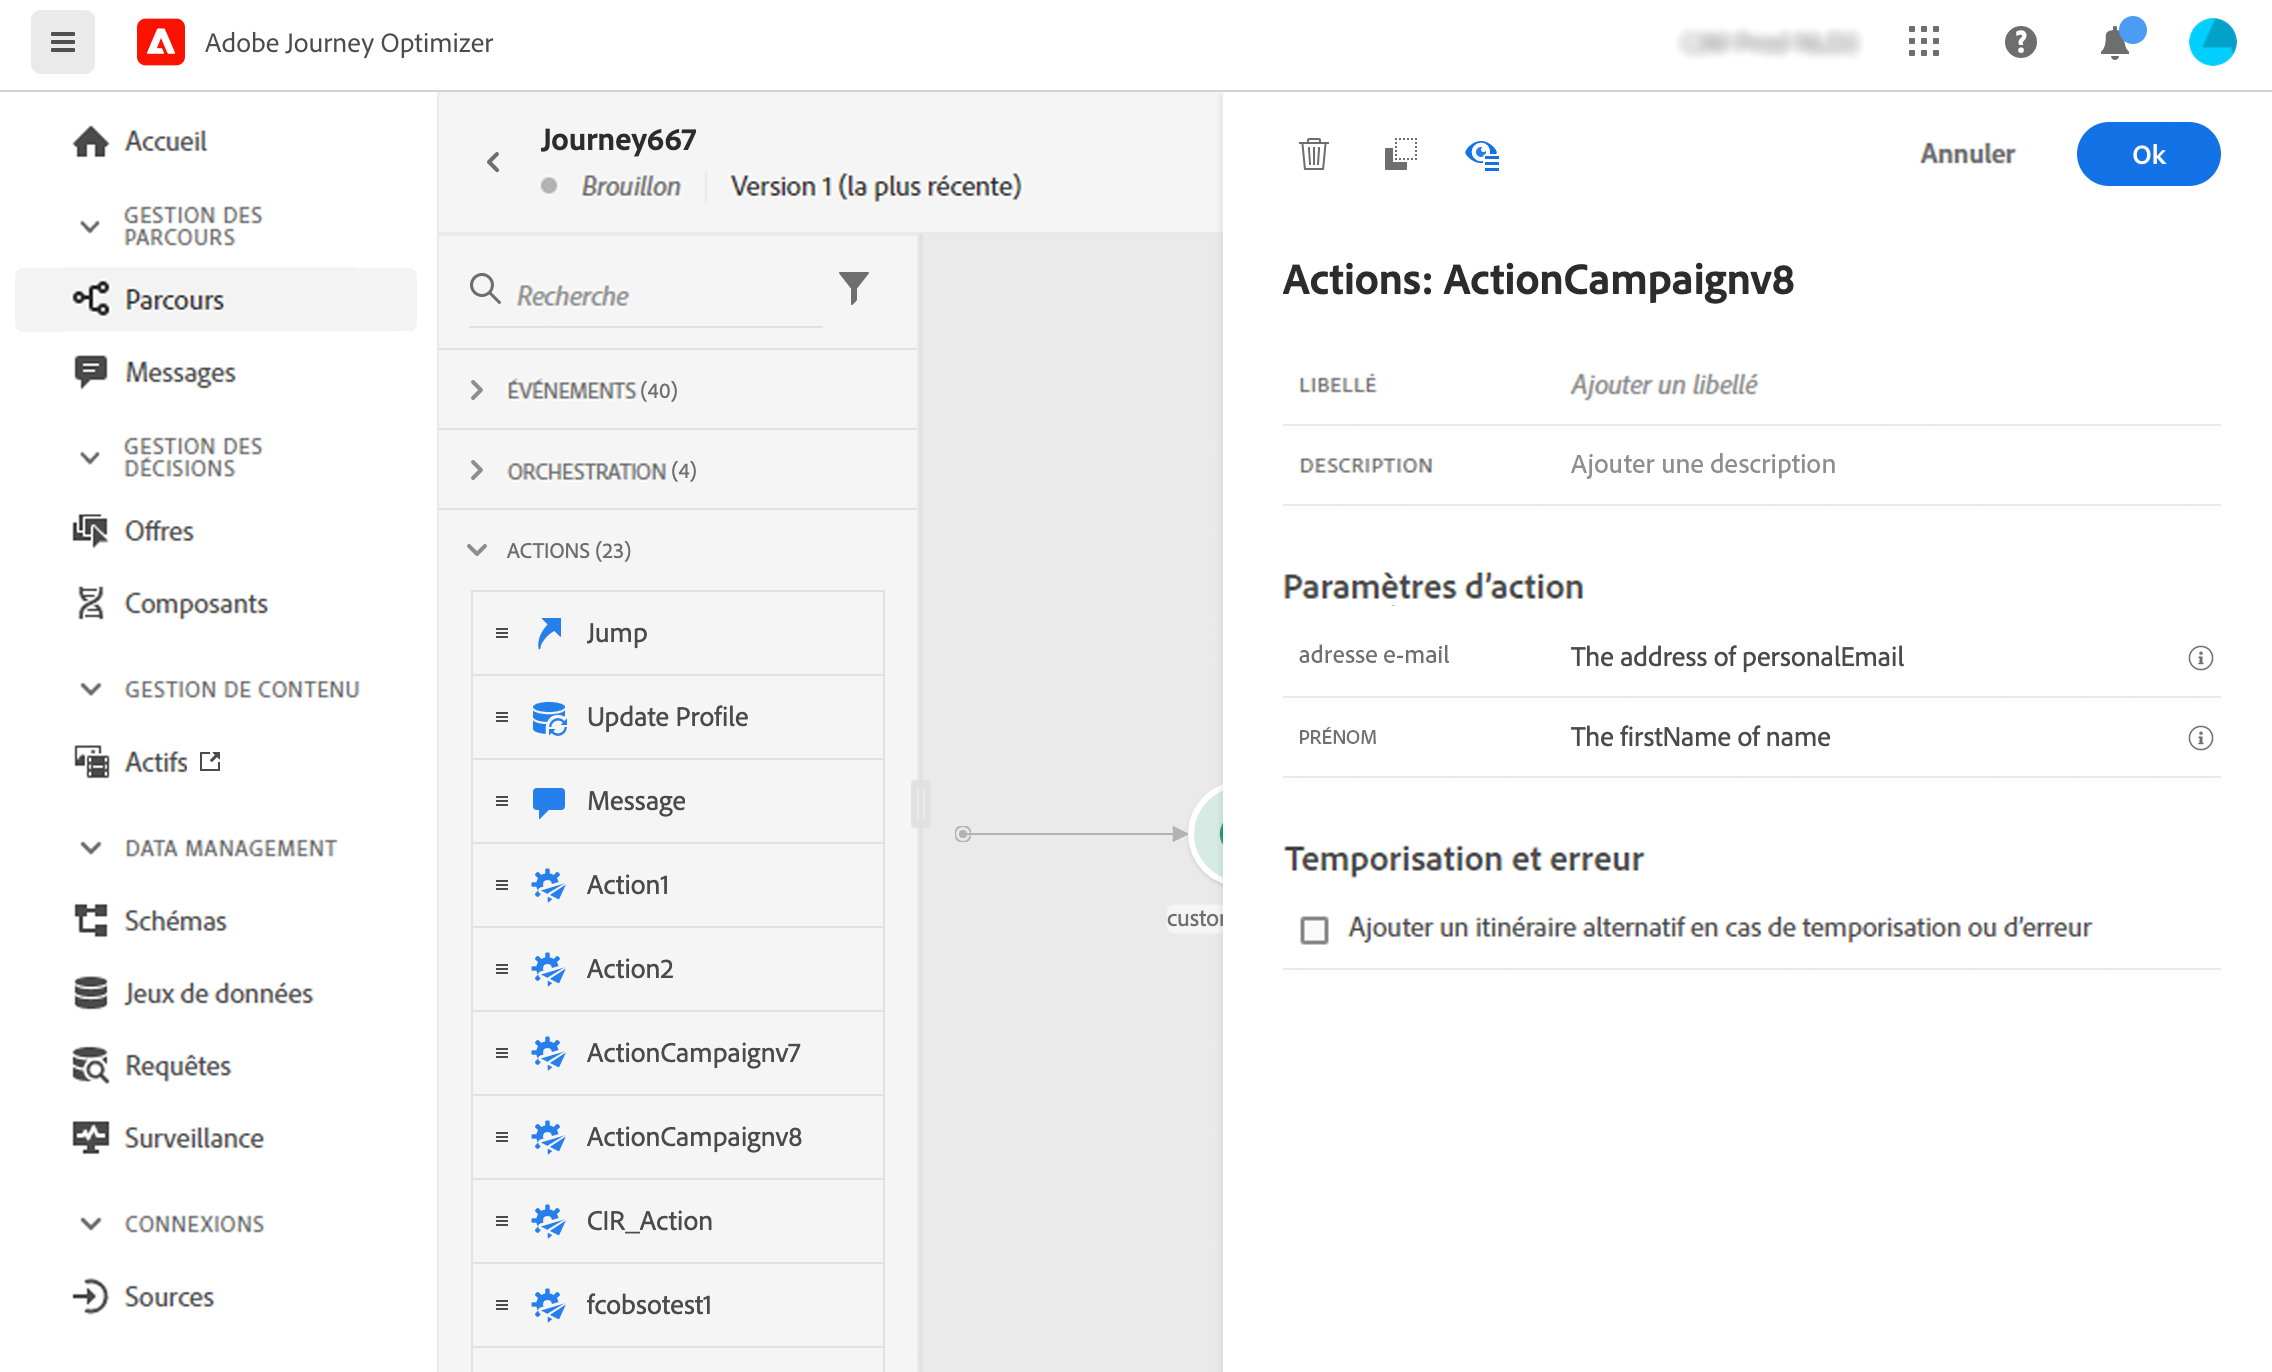 Adobe Journey Optimizer
Accueil
GESTION DES
PARCOURS
Parcours
Messages
GESTION DES
DÉCISIONS
Offres
Composants
GESTION DE CONTENU
Actifs
DATA MANAGEMENT
Schémas
Jeux de données
Requêtes
Surveillance
CONNEXIONS
Sources
Journey667
Brouillon
Version 1 (la plus récente)
Recherche
ÉVÉNEMENTS (40)
ORCHESTRATION (4)
ACTIONS (23)
Jump
Update Profile
Message
Action1
Action2
ActionCampaignv7
ActionCampaignv8
CIR_Action
fcobsotest1
Annuler
Ok
Actions: ActionCampaignv8
LIBELLÉ
Ajouter un libellé
DESCRIPTION
Ajouter une description
Paramètres d’action
adresse e-mail
The address of personalEmail
PRÉNOM
The firstName of name
Temporisation et erreur
Ajouter un itinéraire alternatif en cas de temporisation ou d’erreur